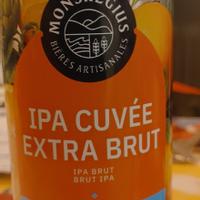 MONSREGIUS
BIÈRES ARTISANALES
IPA CUVÉE
EXTRA BRUT
IPA BRUT
BRUT IPA